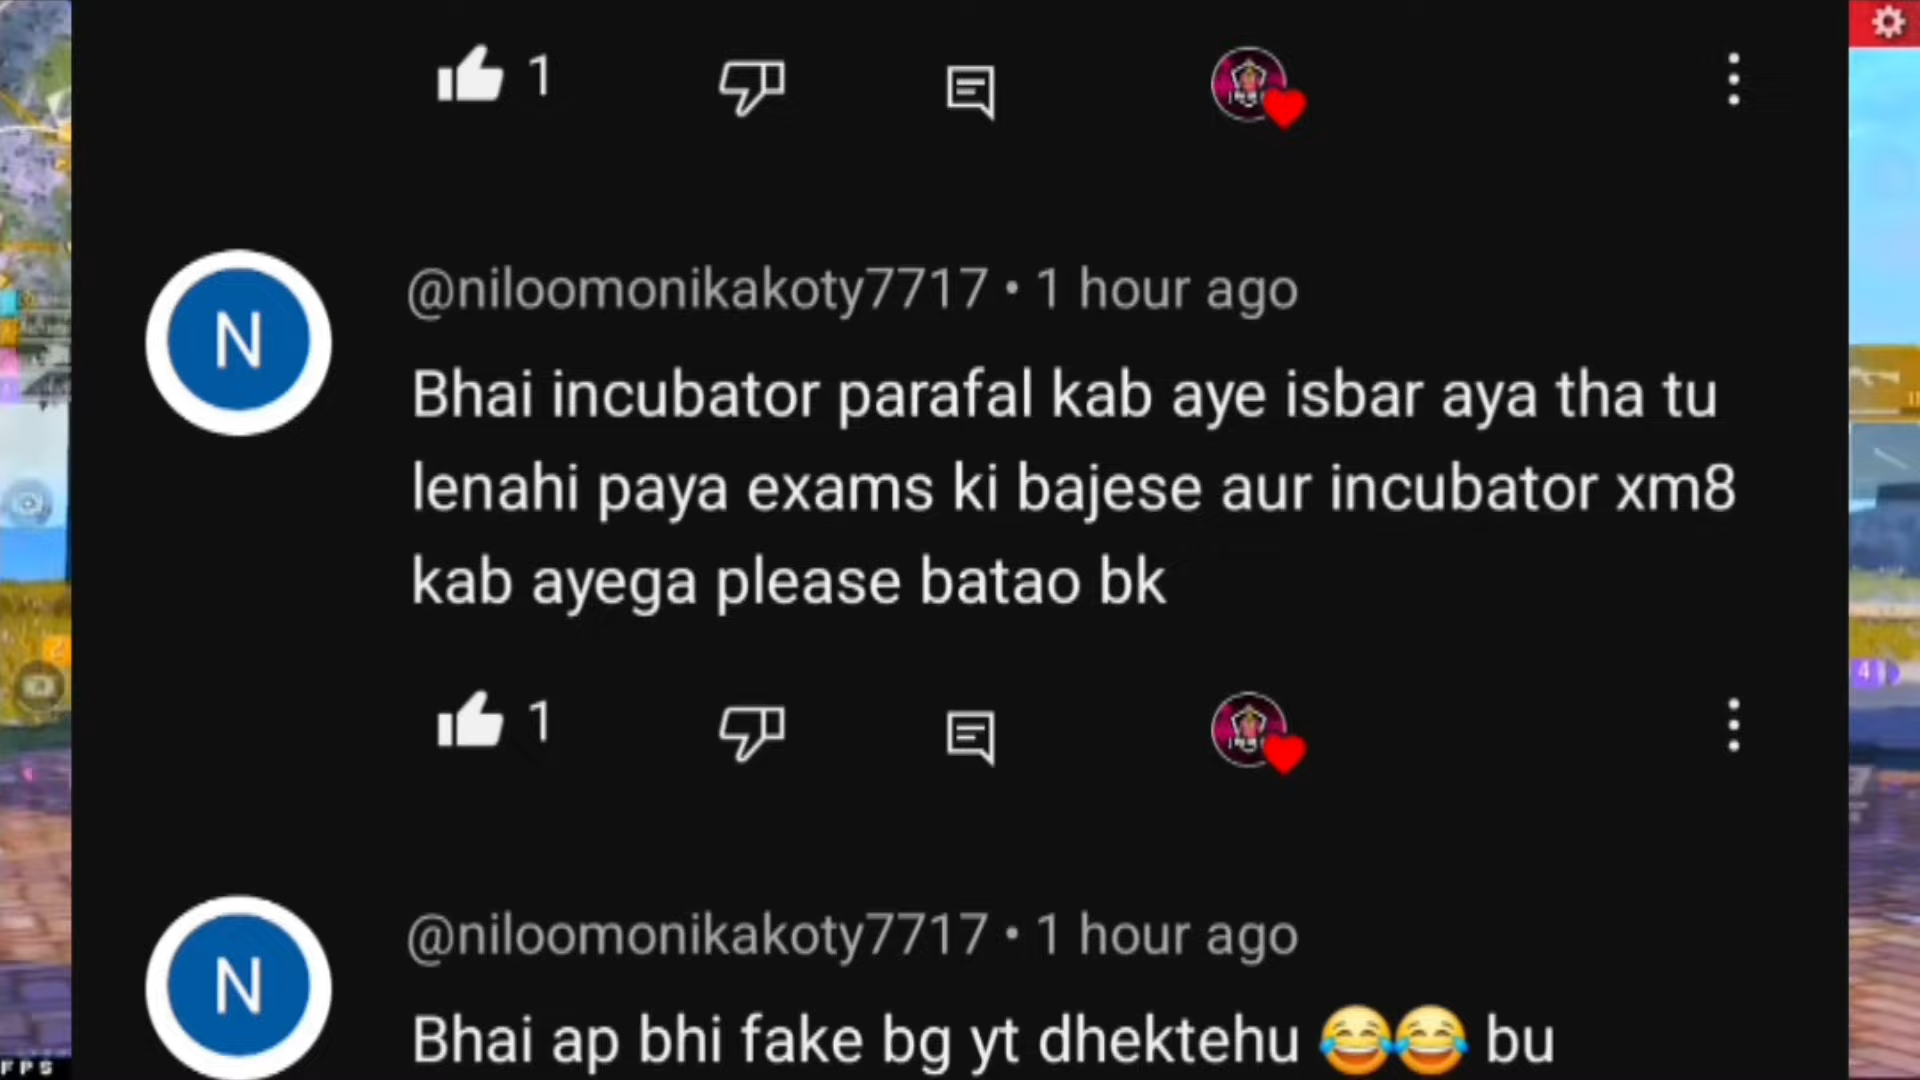 1
@niloomonikakoty7717 • 1 hour ago
N
Bhai incubator parafal kab aye isbar aya tha tu
lenahi paya exams ki bajese aur incubator xm8
kab ayega please batao bk
1
4
@niloomonikakoty7717 • 1 hour ago
N
Bhai ap bhi fake bg yt dhektehu 😂😂 bu
FPS